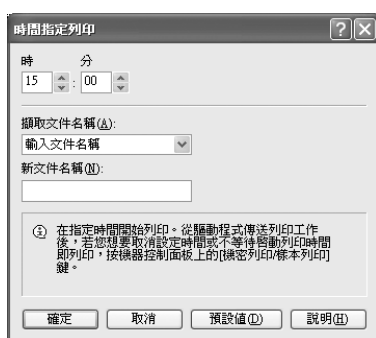 時間指定列印
時 分
15 : 00
擷取文件名稱(A):
輸入文件名稱
新文件名稱(N):
在指定時間開始列印。從驅動程式傳送列印工作
後，若您想要取消設定時間或不等待啟動列印時間
即列印，按機器控制面板上的[機密列印/樣本列印]
鍵。
確定 取消 預設值(D) 説明(H)